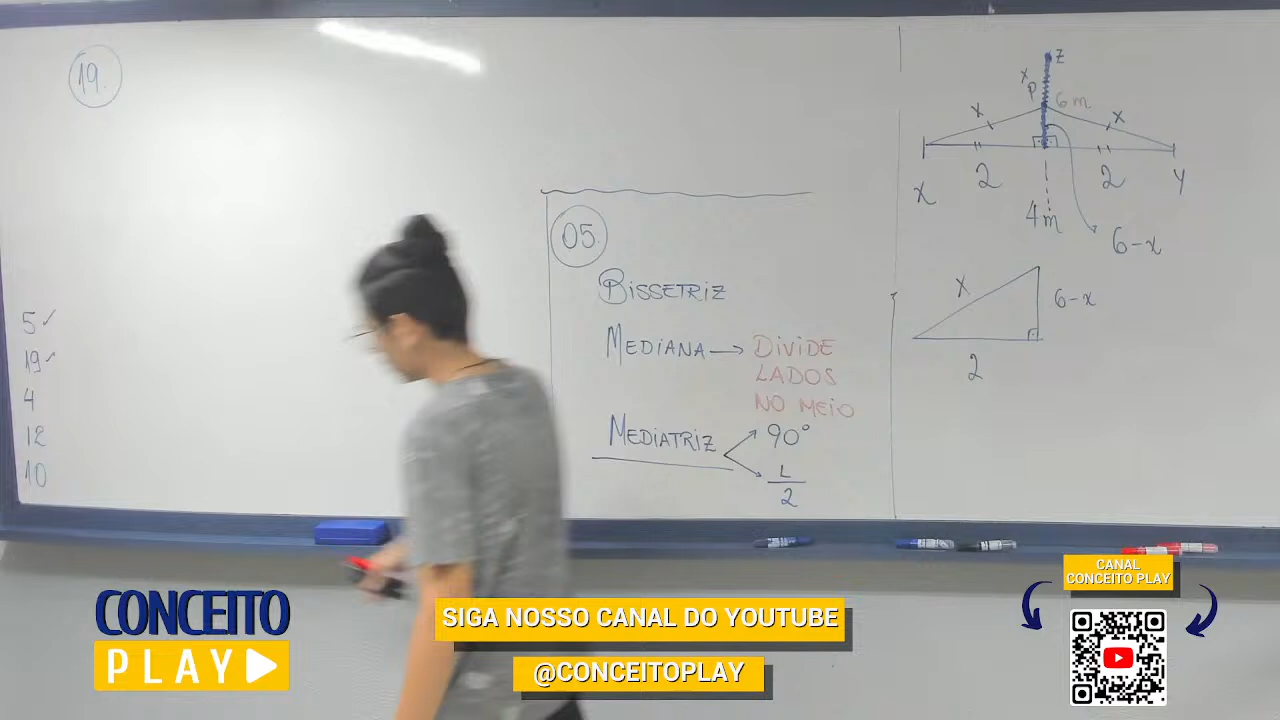 19.
5 ✓
19 ✓
4
12
10
05.
BISSETRIZ
MEDIANA → DIVIDE
LADOS
NO MEIO
MEDIATRIZ
90°
L
2
Z
x
P
6m
x
x
2
2
X
Y
4m
6-x
x
6-x
2
CONCEITO
PLAY
SIGA NOSSO CANAL DO YOUTUBE
@CONCEITOPLAY
CANAL
CONCEITO PLAY